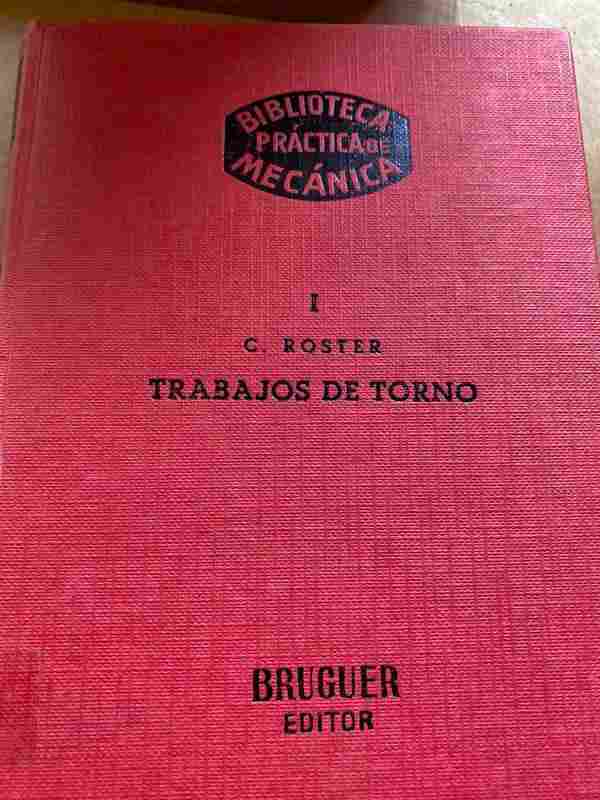 BIBLIOTECA
PRÁCTICA DE
MECÁNICA
I
C. ROSTER
TRABAJOS DE TORNO
BRUGUER
EDITOR